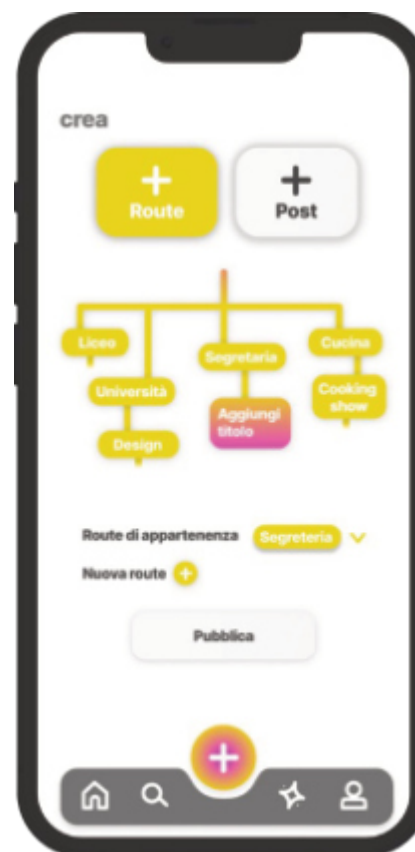 crea
Route
Post
Liceo
Segretaria
Cucina
Università
Cooking
show
Aggiungi
titolo
Design
Route di appartenenza
Segreteria
Nuova route
Pubblica